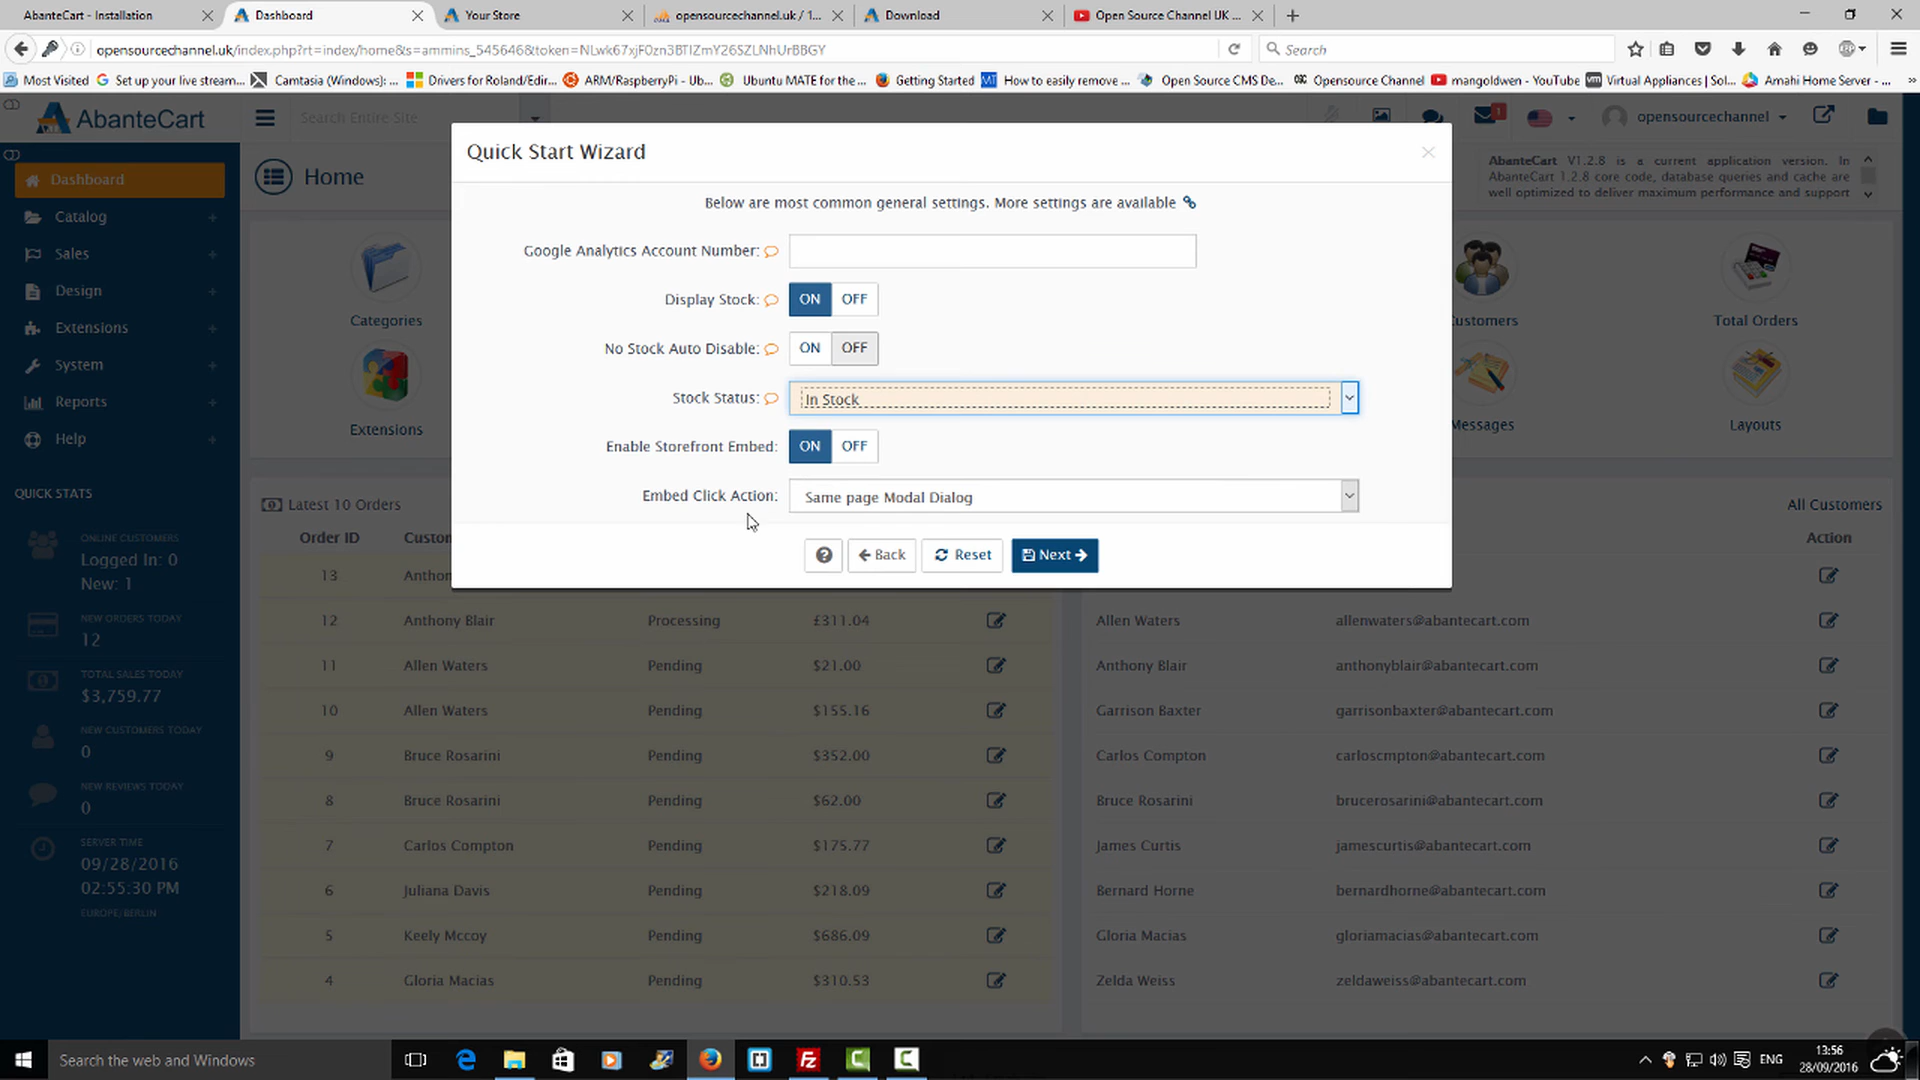 AbanteCart - Installation
Dashboard
Your Store
opensourcechannel.uk / 1...
Download
Open Source Channel UK ...
opensourcechannel.uk/index.php?rt=index/home&s=ammins_545646&token=NLwk67xjF0zn3BTIZmY26SZLNhUrBBGY
Search
Most Visited
Set up your live stream...
Camtasia (Windows): ...
Drivers for Roland/Edir...
ARM/RaspberryPi - Ub...
Ubuntu MATE for the ...
Getting Started
How to easily remove ...
Open Source CMS De...
Opensource Channel
mangoldwen - YouTube
Virtual Appliances | Sol...
Amahi Home Server - ...
AbanteCart
Search Entire Site
1
opensourcechannel
Dashboard
Catalog
Sales
Design
Extensions
System
Reports
Help
Home
AbanteCart V1.2.8 is a current application version. In
AbanteCart 1.2.8 core code, database queries and cache are
well optimized to deliver maximum performance and support
Quick Start Wizard
Below are most common general settings. More settings are available
Google Analytics Account Number:
Display Stock:
ON OFF
No Stock Auto Disable:
ON OFF
Stock Status:
In Stock
Enable Storefront Embed:
ON OFF
Embed Click Action:
Same page Modal Dialog
Back
Reset
Next
Categories
Extensions
Customers
Total Orders
Messages
Layouts
QUICK STATS
ONLINE CUSTOMERS
Logged In: 0
New: 1
NEW ORDERS TODAY
12
TOTAL SALES TODAY
$3,759.77
NEW CUSTOMERS TODAY
0
NEW REVIEWS TODAY
0
SERVER TIME
09/28/2016
02:55:30 PM
EUROPE/BERLIN
Latest 10 Orders
All Customers
Order ID Custo
Action
13 Antho
12 Anthony Blair Processing £311.04
11 Allen Waters Pending $21.00
10 Allen Waters Pending $155.16
9 Bruce Rosarini Pending $352.00
8 Bruce Rosarini Pending $62.00
7 Carlos Compton Pending $175.77
6 Juliana Davis Pending $218.09
5 Keely Mccoy Pending $686.09
4 Gloria Macias Pending $310.53
Allen Waters allenwaters@abantecart.com
Anthony Blair anthonyblair@abantecart.com
Garrison Baxter garrisonbaxter@abantecart.com
Carlos Compton carloscmpton@abantecart.com
Bruce Rosarini brucerosarini@abantecart.com
James Curtis jamescurtis@abantecart.com
Bernard Horne bernardhorne@abantecart.com
Gloria Macias gloriamacias@abantecart.com
Zelda Weiss zeldaweiss@abantecart.com
Search the web and Windows
ENG
13:56
28/09/2016